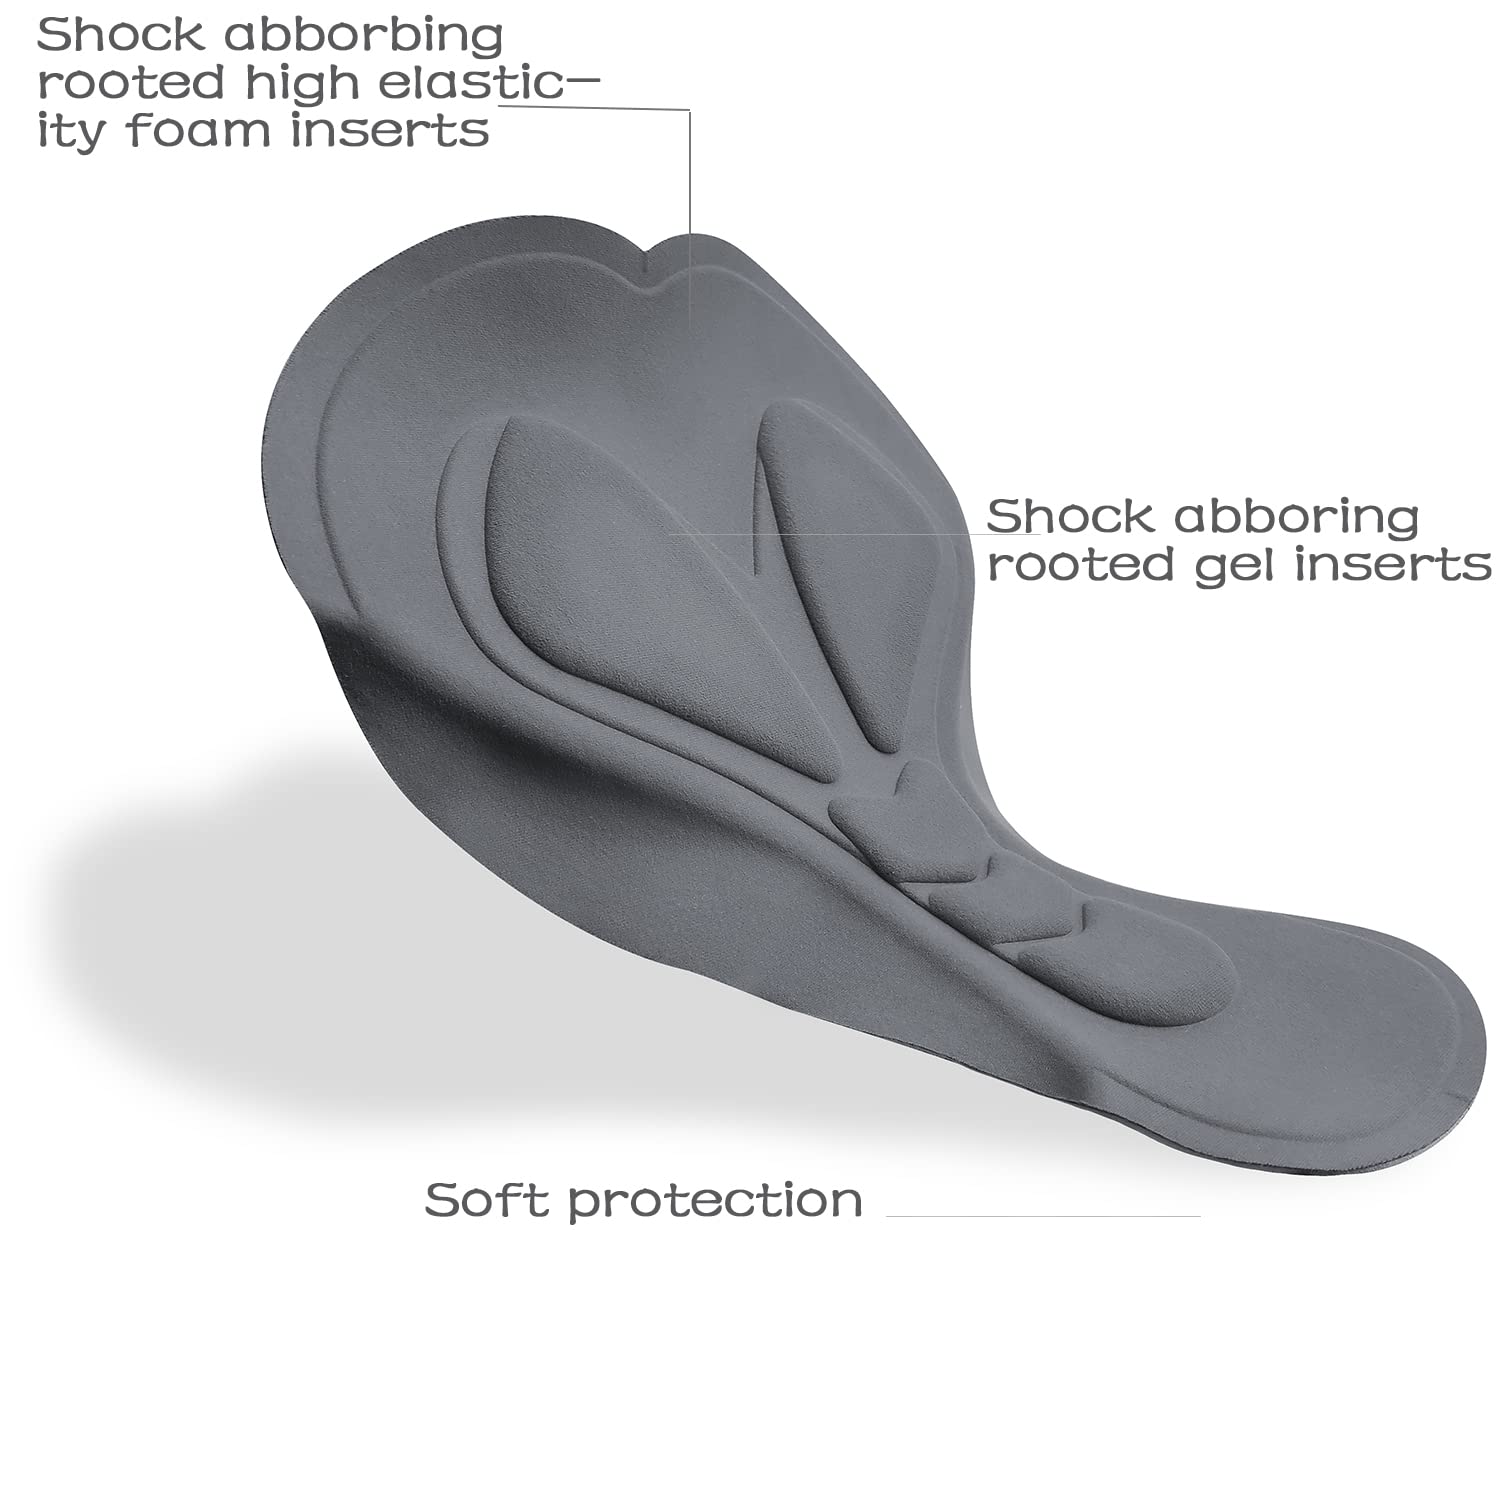 Shock abborbing
rooted high elastic-
ity foam inserts
Shock abboring
rooted gel inserts
Soft protection